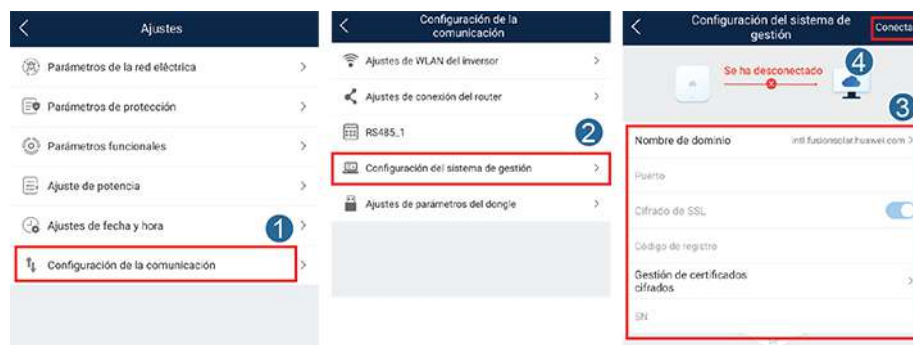 Ajustes
Parámetros de la red eléctrica
Parámetros de protección
Parámetros funcionales
Ajuste de potencia
Ajustes de fecha y hora
1
Configuración de la comunicación
Configuración de la
comunicación
Ajustes de WLAN del inversor
Ajustes de conexión del router
RS485_1
2
Configuración del sistema de gestión
Ajustes de parámetros del dongle
Configuración del sistema de
gestión
Conecta
Se ha desconectado
4
3
Nombre de dominio
intl.fusionsolar.huawei.com
Puerto
Cifrado de SSL
Código de registro
Gestión de certificados
cifrados
SN